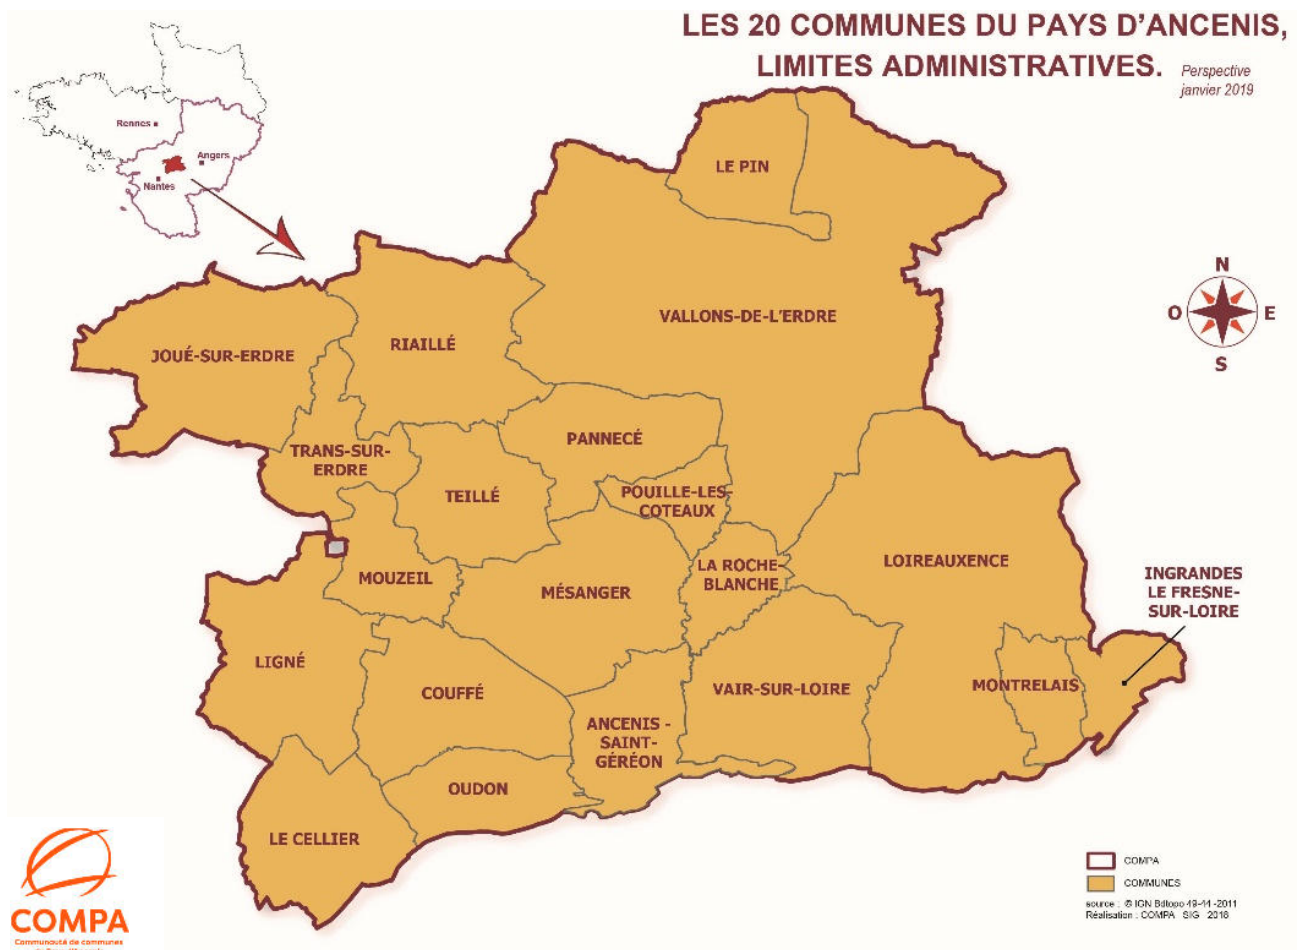 LES 20 COMMUNES DU PAYS D'ANCENIS,
LIMITES ADMINISTRATIVES.
Perspective
janvier 2019
Rennes
Angers
Nantes
LE PIN
VALLONS-DE-L'ERDRE
N
O
E
S
RIAILLÉ
JOUÉ-SUR-ERDRE
PANNECÉ
TRANS-SUR-
ERDRE
TEILLÉ
POUILLE-LES-
COTEAUX
LOIREAUXENCE
LA ROCHE-
BLANCHE
MOUZEIL
MÉSANGER
INGRANDES
LE FRESNE-
SUR-LOIRE
LIGNÉ
COUFFÉ
VAIR-SUR-LOIRE
MONTRELAIS
ANCENIS -
SAINT-
GÉRÉON
OUDON
LE CELLIER
COMPA
COMMUNES
source : © IGN Bdtopo 49-44 -2011
Réalisation : COMPA SIG 2018
COMPA
Communauté de communes